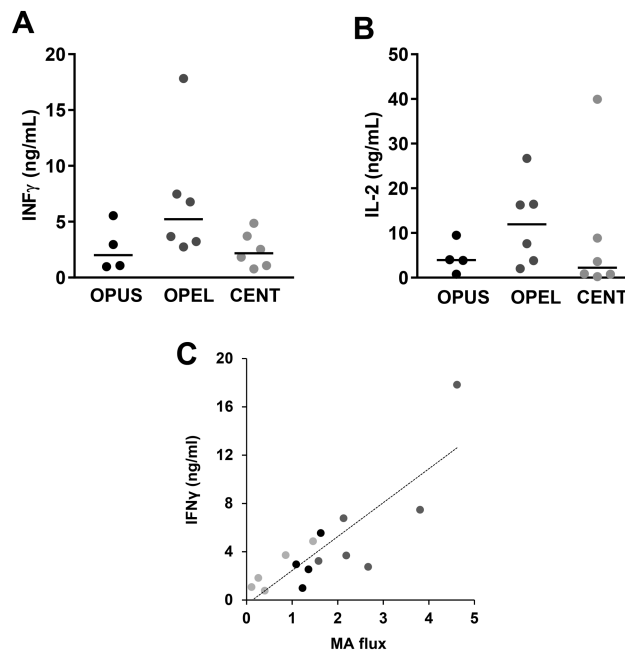 A
INFγ (ng/mL)
20
15
10
5
0
OPUS OPEL CENT
B
IL-2 (ng/mL)
50
40
30
20
10
0
OPUS OPEL CENT
C
IFNγ (ng/ml)
20
16
12
8
4
0
0 1 2 3 4 5
MA flux